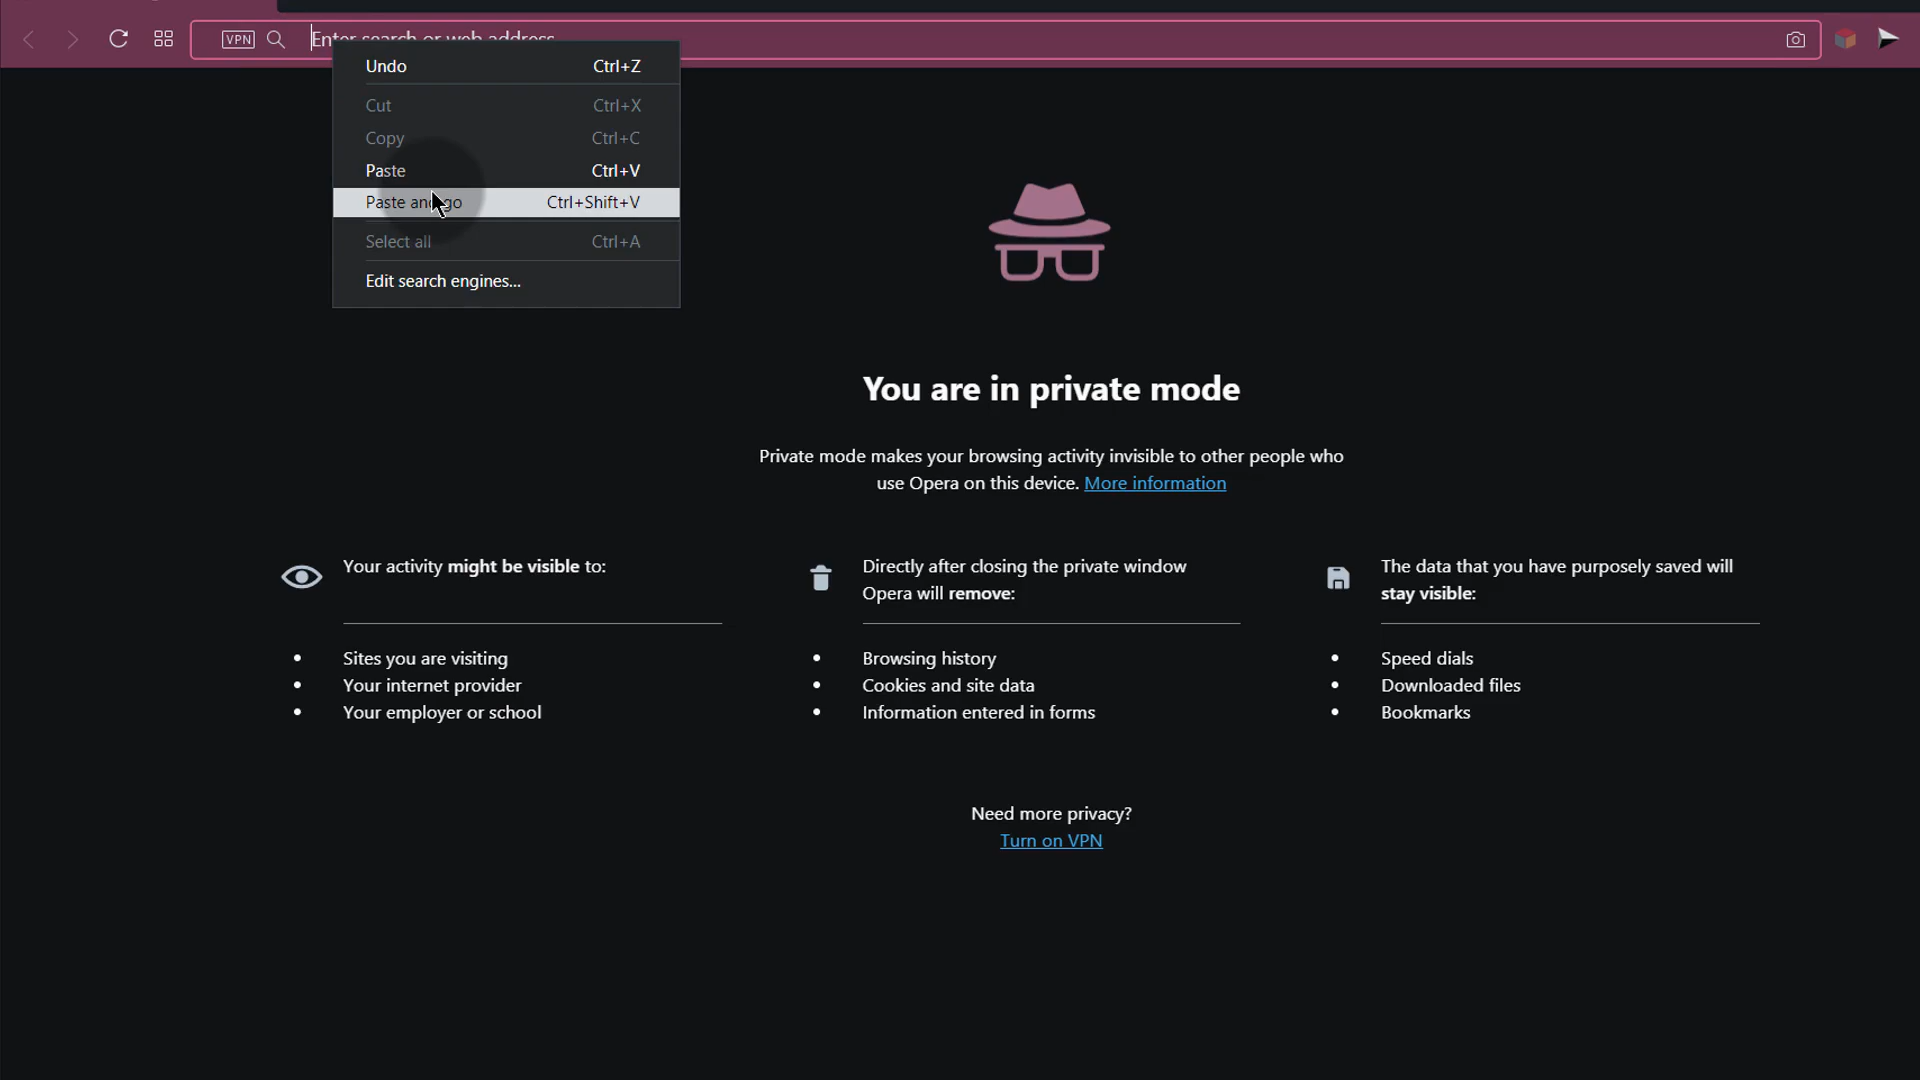 VPN
Enter search or web address
Undo Ctrl+Z
Cut Ctrl+X
Copy Ctrl+C
Paste Ctrl+V
Paste and go Ctrl+Shift+V
Select all Ctrl+A
Edit search engines...
You are in private mode
Private mode makes your browsing activity invisible to other people who
use Opera on this device. More information
Your activity might be visible to:
Sites you are visiting
Your internet provider
Your employer or school
Directly after closing the private window
Opera will remove:
Browsing history
Cookies and site data
Information entered in forms
The data that you have purposely saved will
stay visible:
Speed dials
Downloaded files
Bookmarks
Need more privacy?
Turn on VPN